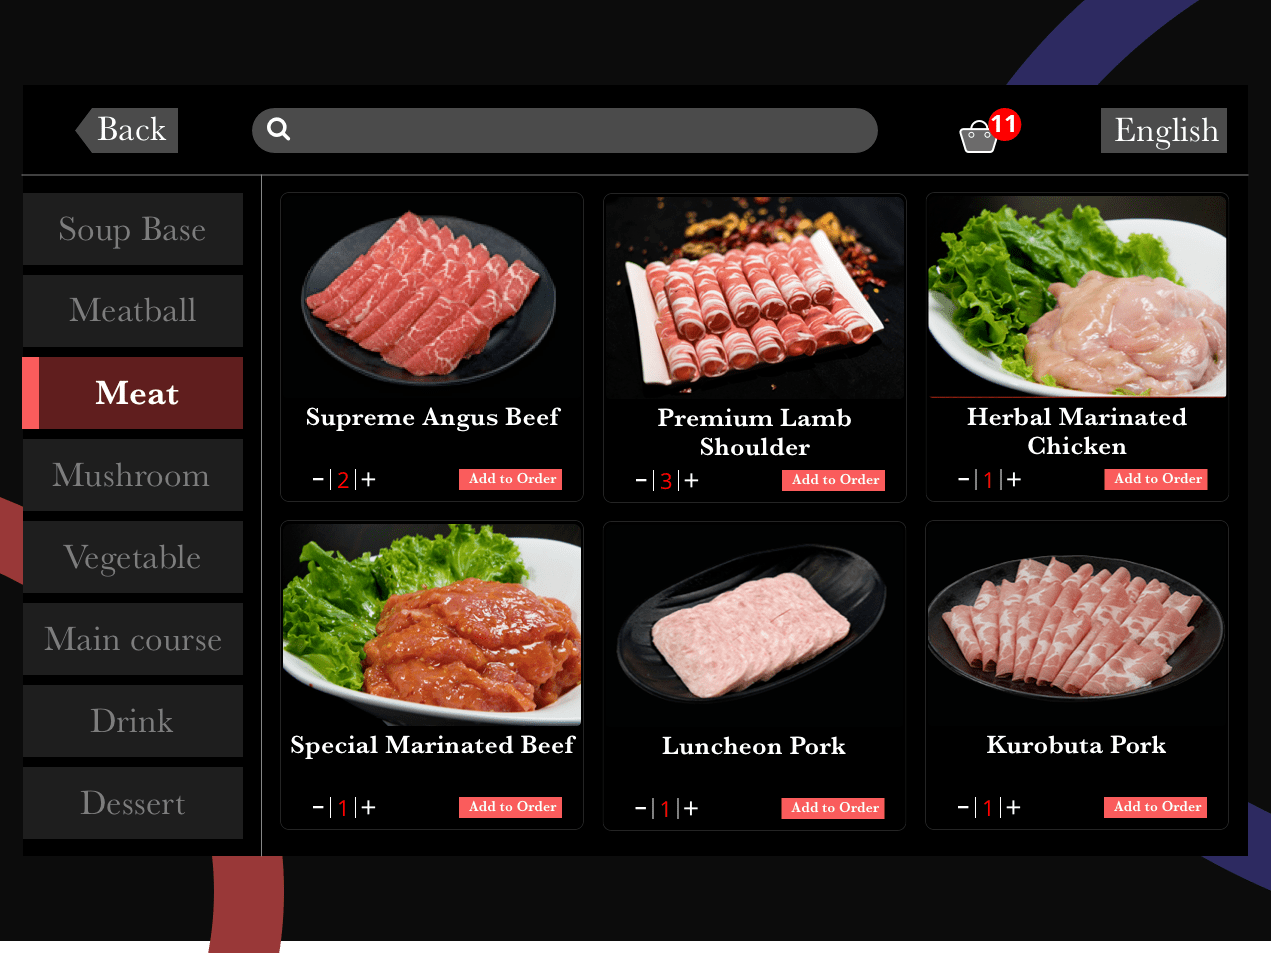 Back
11
English
Soup Base
Meatball
Meat
Mushroom
Vegetable
Main course
Drink
Dessert
Supreme Angus Beef
− 2 +
Add to Order
Premium Lamb
Shoulder
− 3 +
Add to Order
Herbal Marinated
Chicken
− 1 +
Add to Order
Special Marinated Beef
− 1 +
Add to Order
Luncheon Pork
− 1 +
Add to Order
Kurobuta Pork
− 1 +
Add to Order